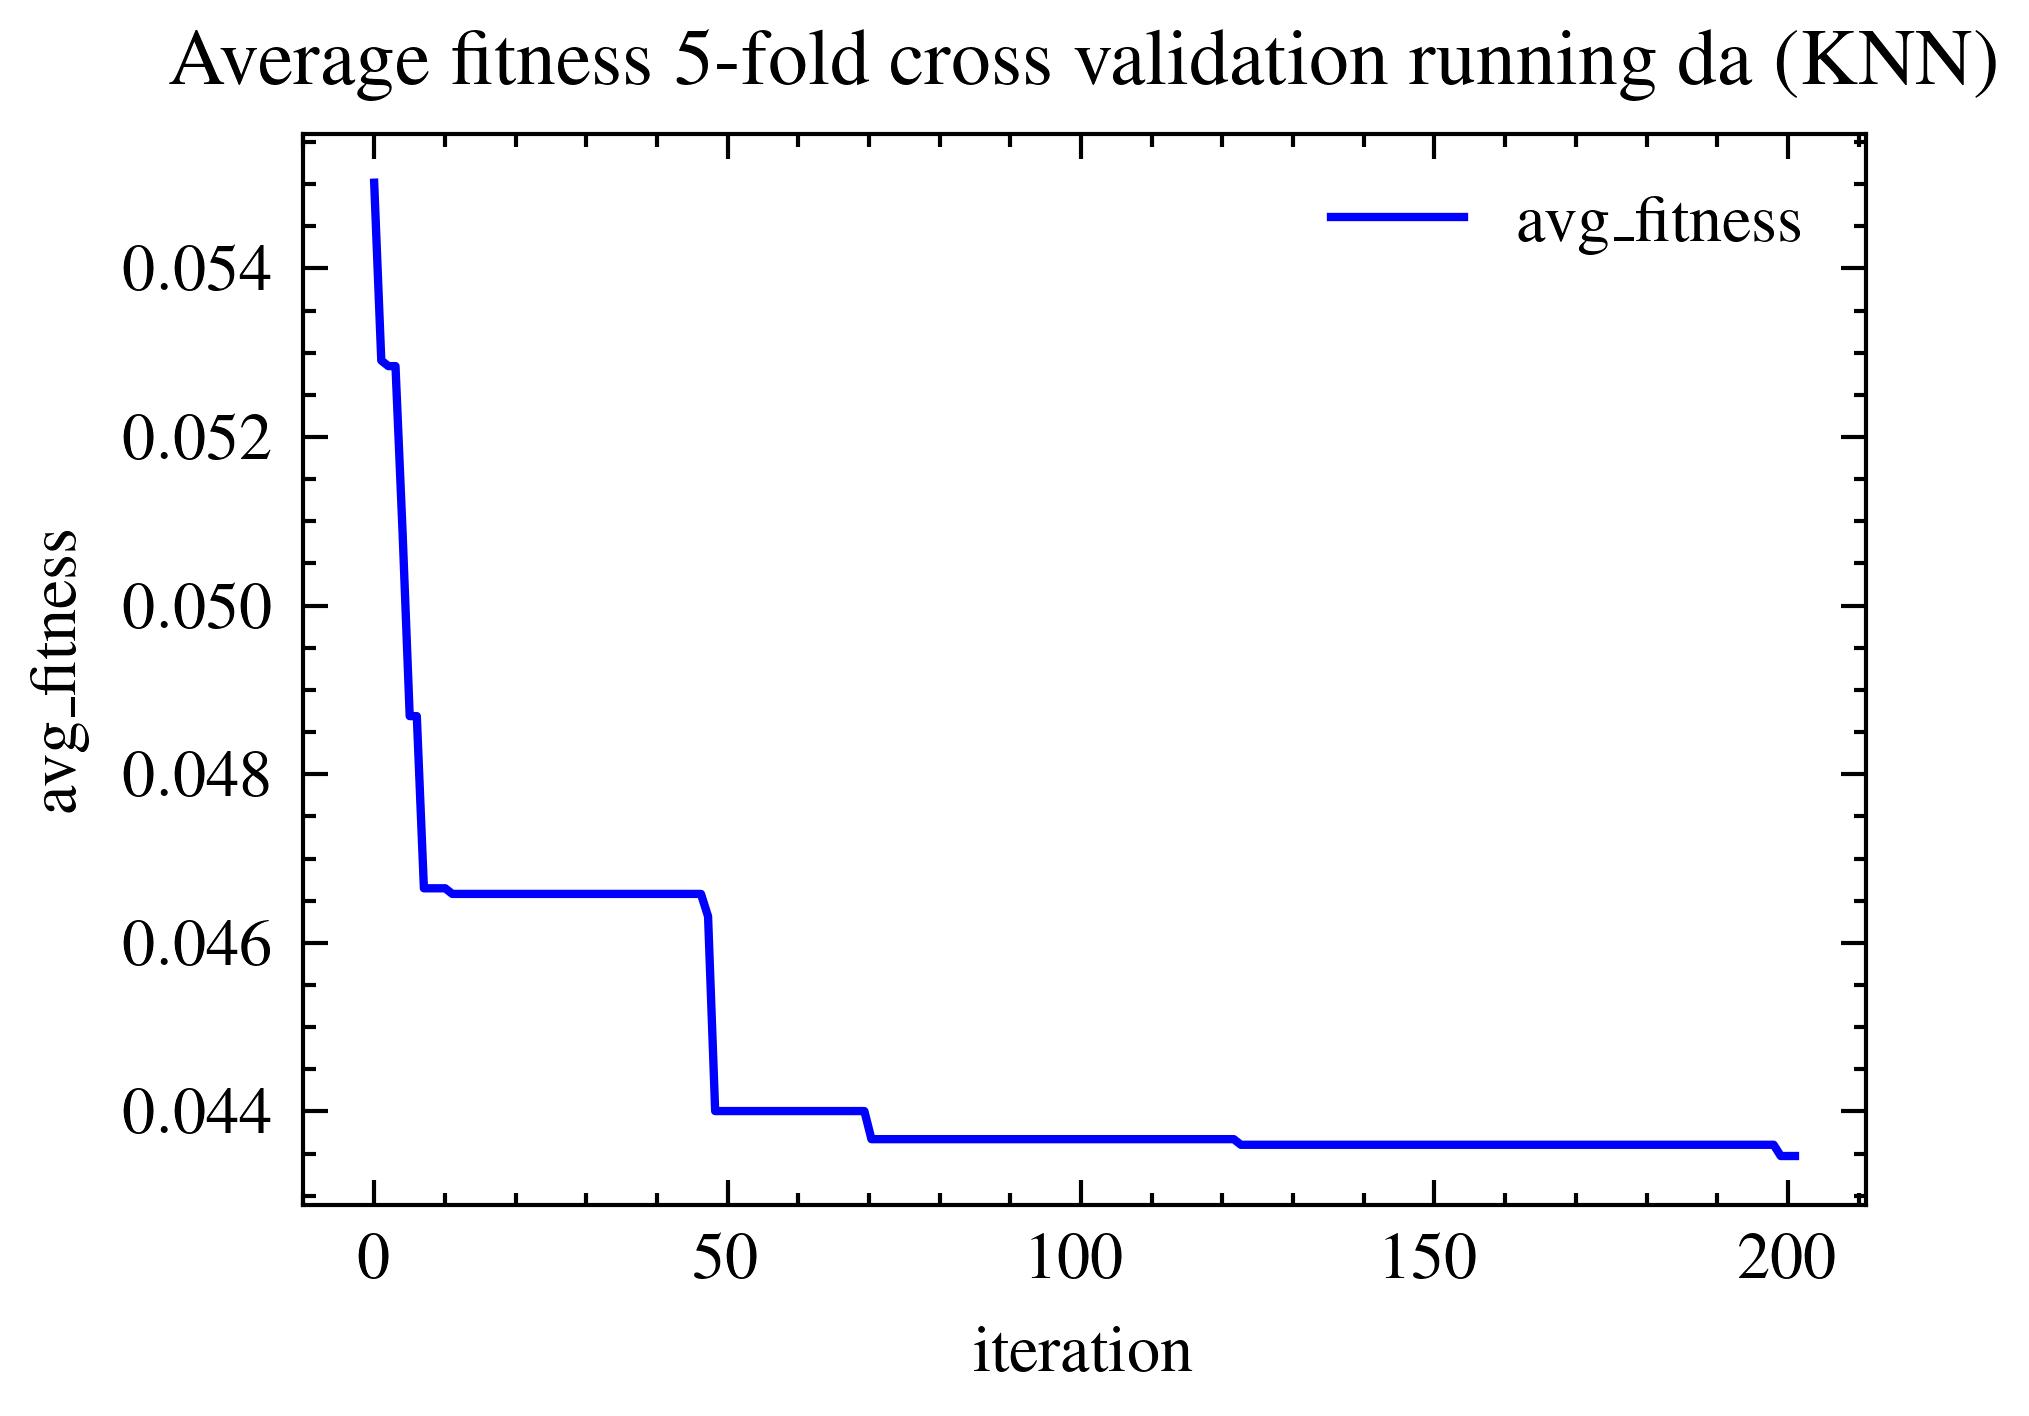 Average fitness 5-fold cross validation running da (KNN)
avg_fitness
0.054
0.052
0.050
0.048
0.046
0.044
avg_fitness
0 50 100 150 200
iteration